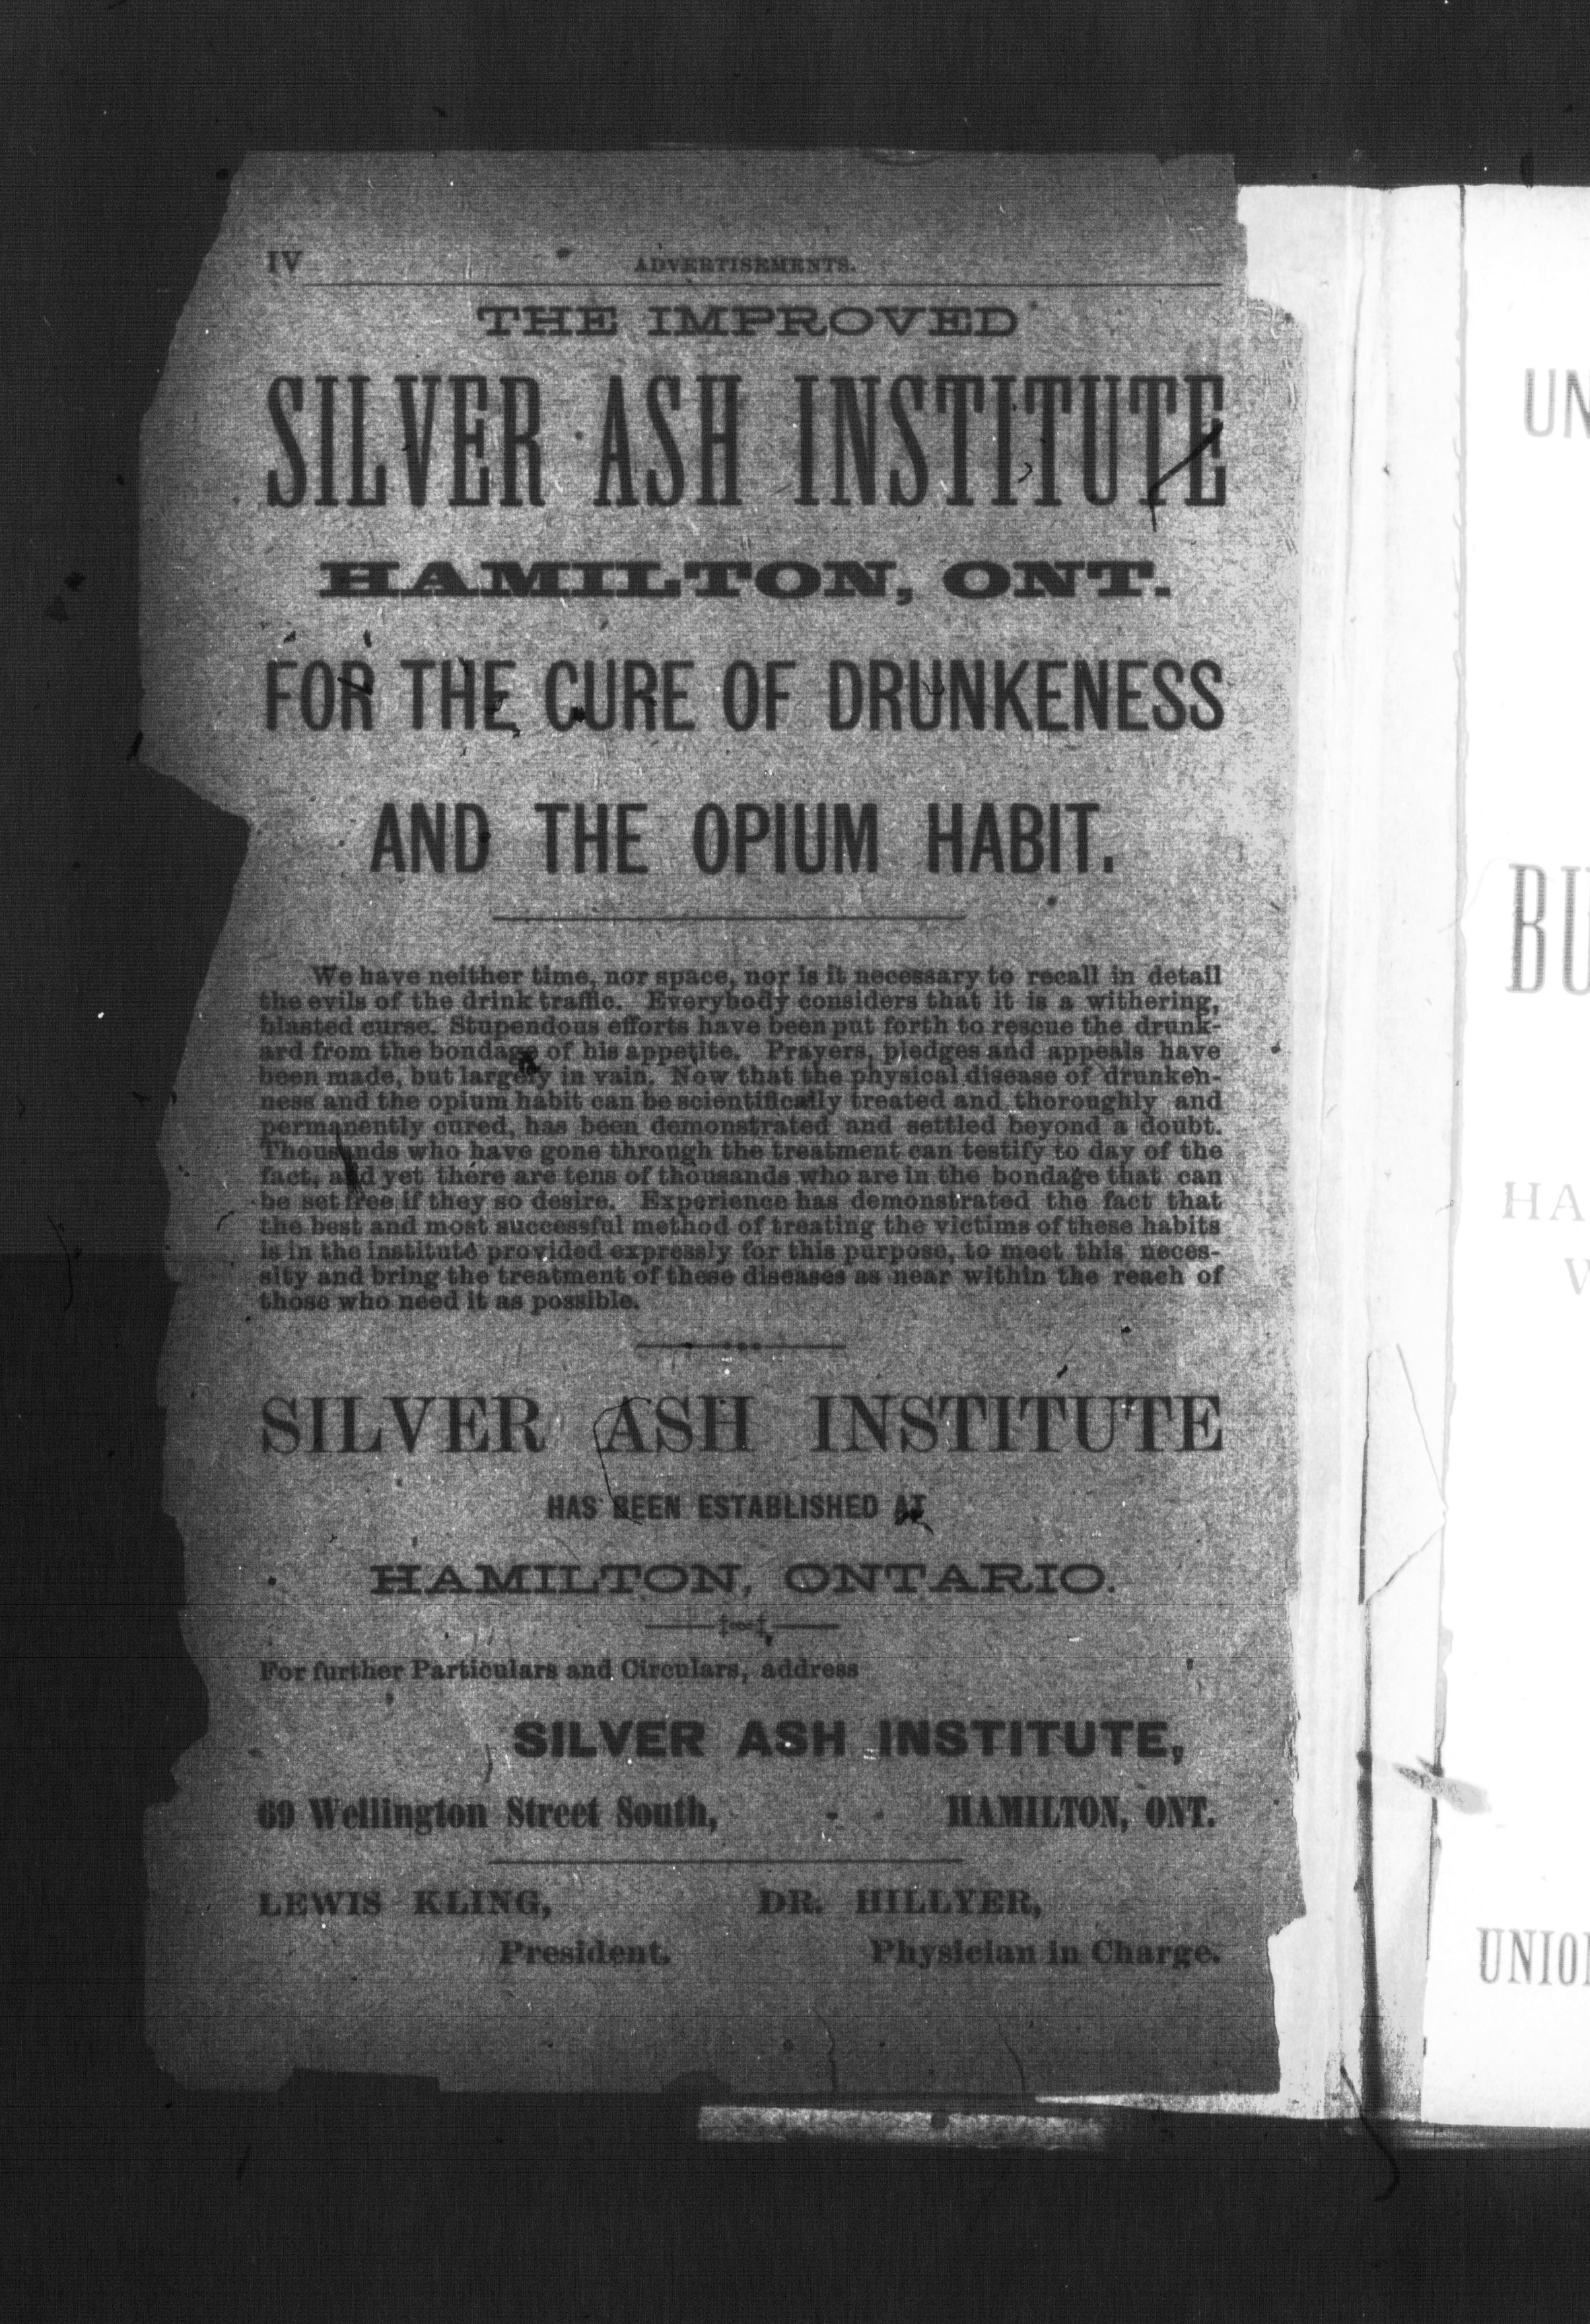 IV
ADVERTISEMENTS.
THE IMPROVED
SILVER ASH INSTITUTE
HAMILTON, ONT.
FOR THE CURE OF DRUNKENESS
AND THE OPIUM HABIT.
We have neither time, nor space, nor is it necessary to recall in detail
the evils of the drink traffic. Everybody considers that it is a withering,
blasted curse. Stupendous efforts have been put forth to rescue the drunk-
ard from the bondage of his appetite. Prayers, pledges and appeals have
been made, but largely in vain. Now that the physical disease of drunken-
ness and the opium habit can be scientifically treated and thoroughly and
permanently cured, has been demonstrated and settled beyond a doubt.
Thousands who have gone through the treatment can testify to day of the
fact, and yet there are tens of thousands who are in the bondage that can
be set free if they so desire. Experience has demonstrated the fact that
the best and most successful method of treating the victims of these habits
is in the institute provided expressly for this purpose, to meet this neces-
sity and bring the treatment of these diseases as near within the reach of
those who need it as possible.
SILVER ASH INSTITUTE
HAS BEEN ESTABLISHED AT
HAMILTON, ONTARIO.
For further Particulars and Circulars, address
SILVER ASH INSTITUTE,
69 Wellington Street South, - - HAMILTON, ONT.
LEWIS KLING, DR. HILLYER,
President. Physician in Charge.
UN
BU
HA
W
UNION